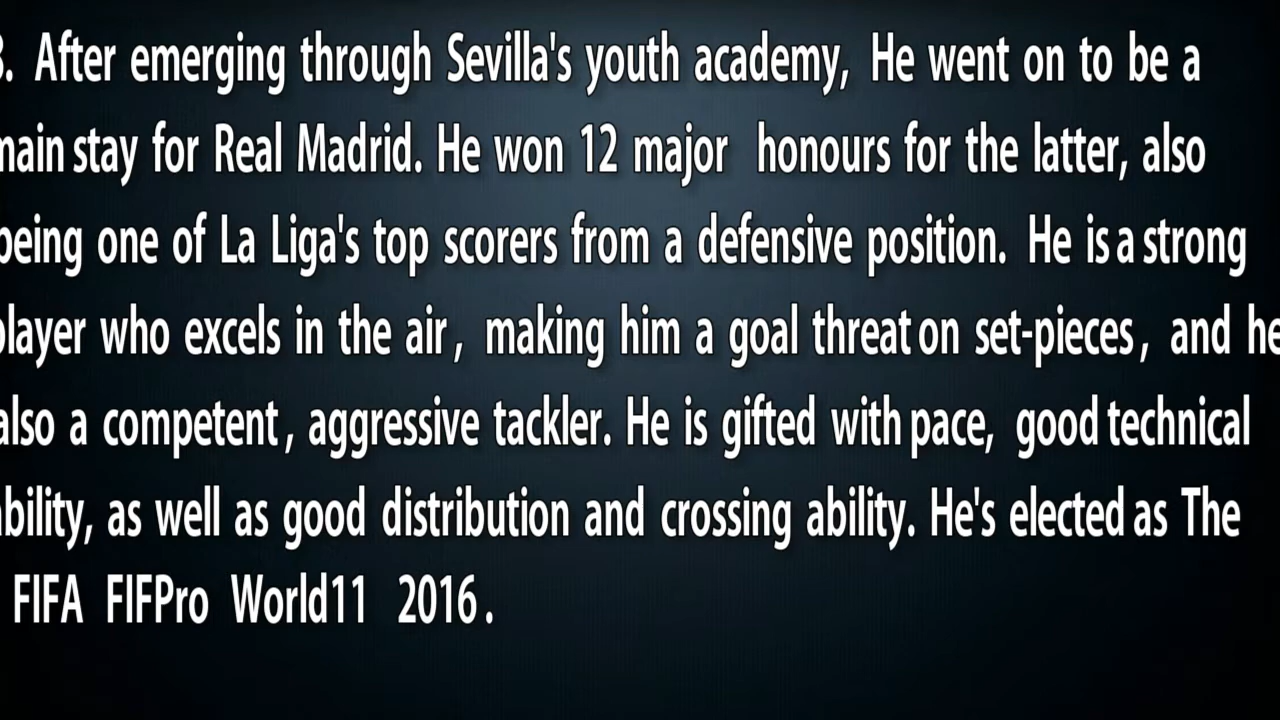 3. After emerging through Sevilla's youth academy, He went on to be a
main stay for Real Madrid. He won 12 major honours for the latter, also
being one of La Liga's top scorers from a defensive position. He is a strong
player who excels in the air , making him a goal threat on set-pieces , and he
also a competent , aggressive tackler. He is gifted with pace, good technical
ability, as well as good distribution and crossing ability. He's elected as The
FIFA FIFPro World11 2016 .